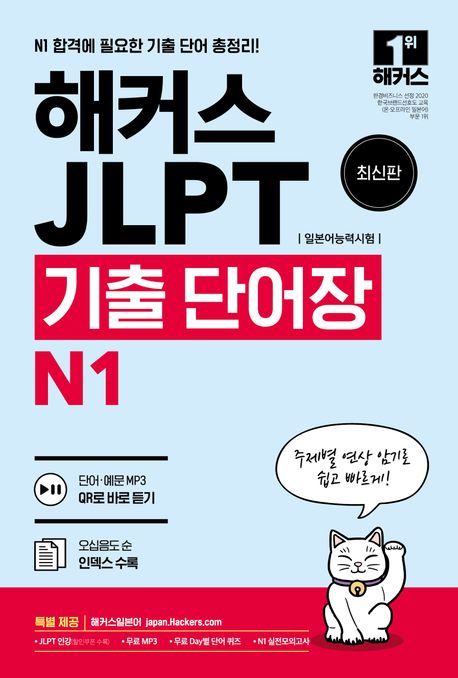 N1 합격에 필요한 기출 단어 총정리!
1위
해커스
한경비즈니스 선정 2020
한국브랜드선호도 교육
(온·오프라인 일본어)
부문 1위
해커스
JLPT
최신판
| 일본어능력시험 |
기출 단어장
N1
주제별 연상 암기로
쉽고 빠르게!
단어·예문 MP3
QR로 바로 듣기
오십음도 순
인덱스 수록
특별 제공 | 해커스일본어 japan.Hackers.com
· JLPT 인강(할인쿠폰 수록) · 무료 MP3 · 무료 Day별 단어 퀴즈 · N1 실전모의고사